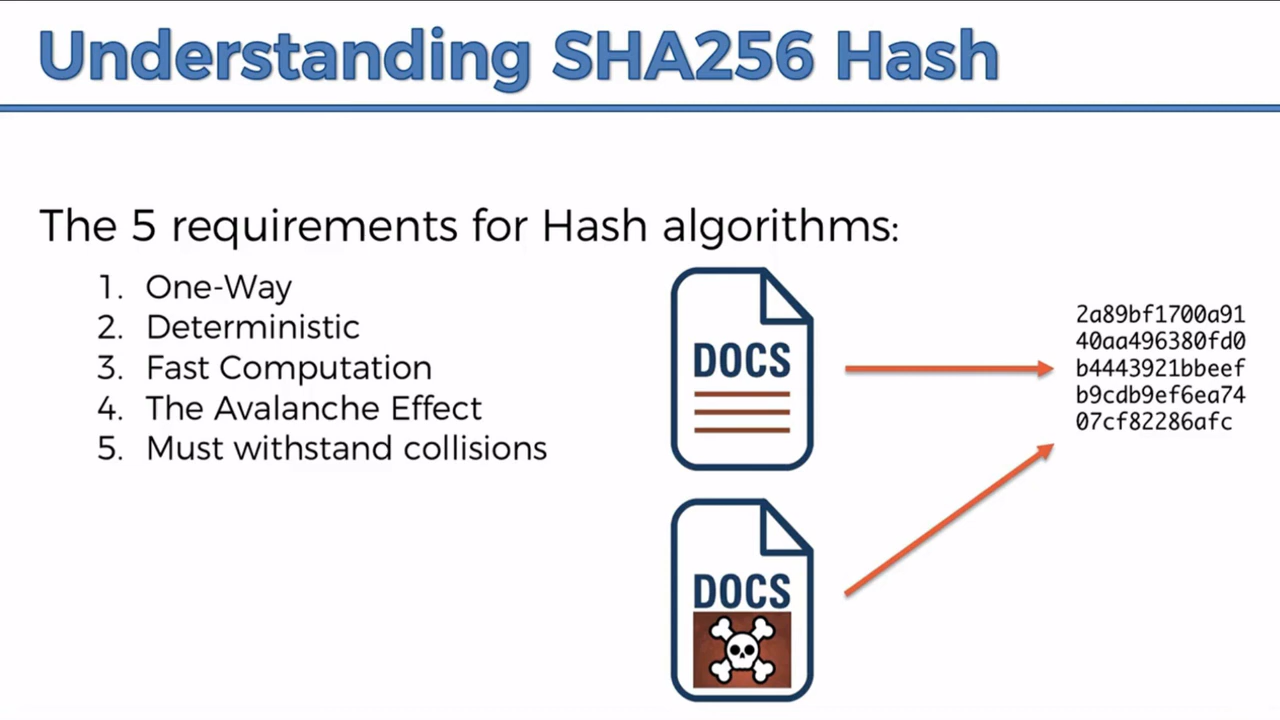 Understanding SHA256 Hash
The 5 requirements for Hash algorithms:
1. One-Way
2. Deterministic
3. Fast Computation
4. The Avalanche Effect
5. Must withstand collisions
DOCS
2a89bf1700a91
40aa496380fd0
b4443921bbeef
b9cdb9ef6ea74
07cf82286afc
DOCS